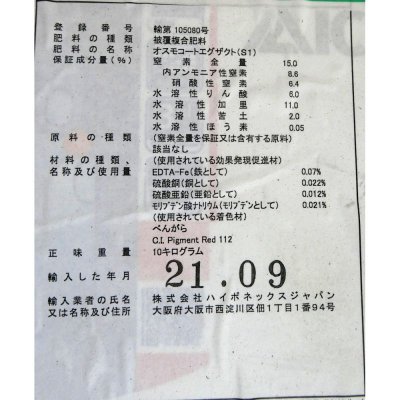 登録番号 輸第105080号
肥料の種類 被覆複合肥料
肥料の名称 オスモコートエグザクト(S1)
保証成分量(%) 窒素全量 15.0
内アンモニア性窒素 8.6
硝酸性窒素 6.4
水溶性りん酸 6.0
水溶性加里 11.0
水溶性苦土 2.0
水溶性ほう素 0.05
原料の種類 (窒素全量を保証又は含有する原料)
該当なし
材料の種類、 (使用されている効果発現促進材)
名称及び使用量 EDTA-Fe(鉄として) 0.07%
硫酸銅(銅として) 0.022%
硫酸亜鉛(亜鉛として) 0.012%
モリブデン酸ナトリウム(モリブデンとして) 0.021%
(使用されている着色材)
べんがら
C.I. Pigment Red 112
正味重量 10キログラム
輸入した年月 21.09
輸入業者の氏名 株式会社ハイポネックスジャパン
又は名称及び住所 大阪府大阪市西淀川区佃1丁目1番94号